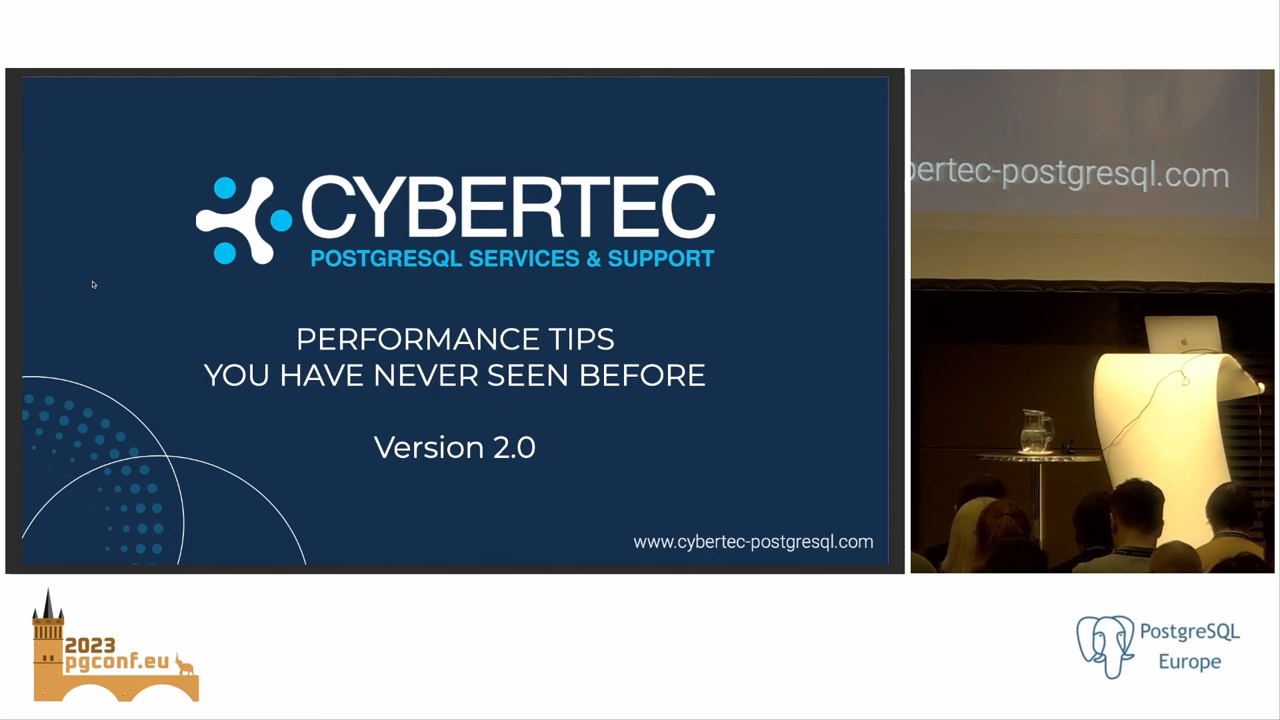 CYBERTEC
POSTGRESQL SERVICES & SUPPORT
PERFORMANCE TIPS
YOU HAVE NEVER SEEN BEFORE
Version 2.0
www.cybertec-postgresql.com
bertec-postgresql.com
2023
pgconf.eu
PostgreSQL
Europe